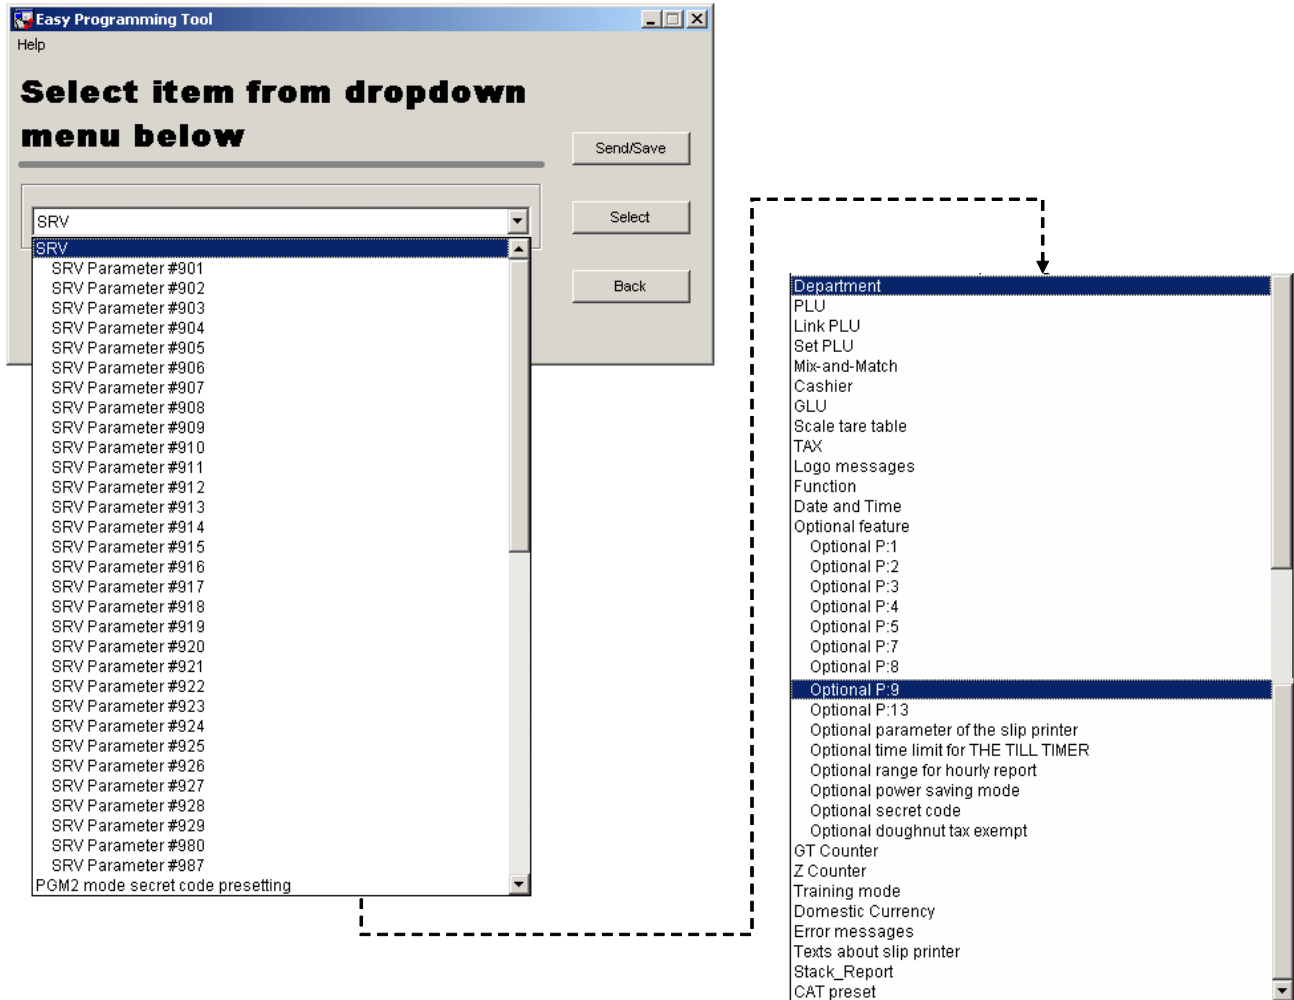 Easy Programming Tool
Help
Select item from dropdown
menu below
Send/Save
SRV
Select
SRV
SRV Parameter #901
SRV Parameter #902
SRV Parameter #903
SRV Parameter #904
SRV Parameter #905
SRV Parameter #906
SRV Parameter #907
SRV Parameter #908
SRV Parameter #909
SRV Parameter #910
SRV Parameter #911
SRV Parameter #912
SRV Parameter #913
SRV Parameter #914
SRV Parameter #915
SRV Parameter #916
SRV Parameter #917
SRV Parameter #918
SRV Parameter #919
SRV Parameter #920
SRV Parameter #921
SRV Parameter #922
SRV Parameter #923
SRV Parameter #924
SRV Parameter #925
SRV Parameter #926
SRV Parameter #927
SRV Parameter #928
SRV Parameter #929
SRV Parameter #980
SRV Parameter #987
PGM2 mode secret code presetting
Back
Department
PLU
Link PLU
Set PLU
Mix-and-Match
Cashier
GLU
Scale tare table
TAX
Logo messages
Function
Date and Time
Optional feature
Optional P:1
Optional P:2
Optional P:3
Optional P:4
Optional P:5
Optional P:7
Optional P:8
Optional P:9
Optional P:13
Optional parameter of the slip printer
Optional time limit for THE TILL TIMER
Optional range for hourly report
Optional power saving mode
Optional secret code
Optional doughnut tax exempt
GT Counter
Z Counter
Training mode
Domestic Currency
Error messages
Texts about slip printer
Stack_Report
CAT preset